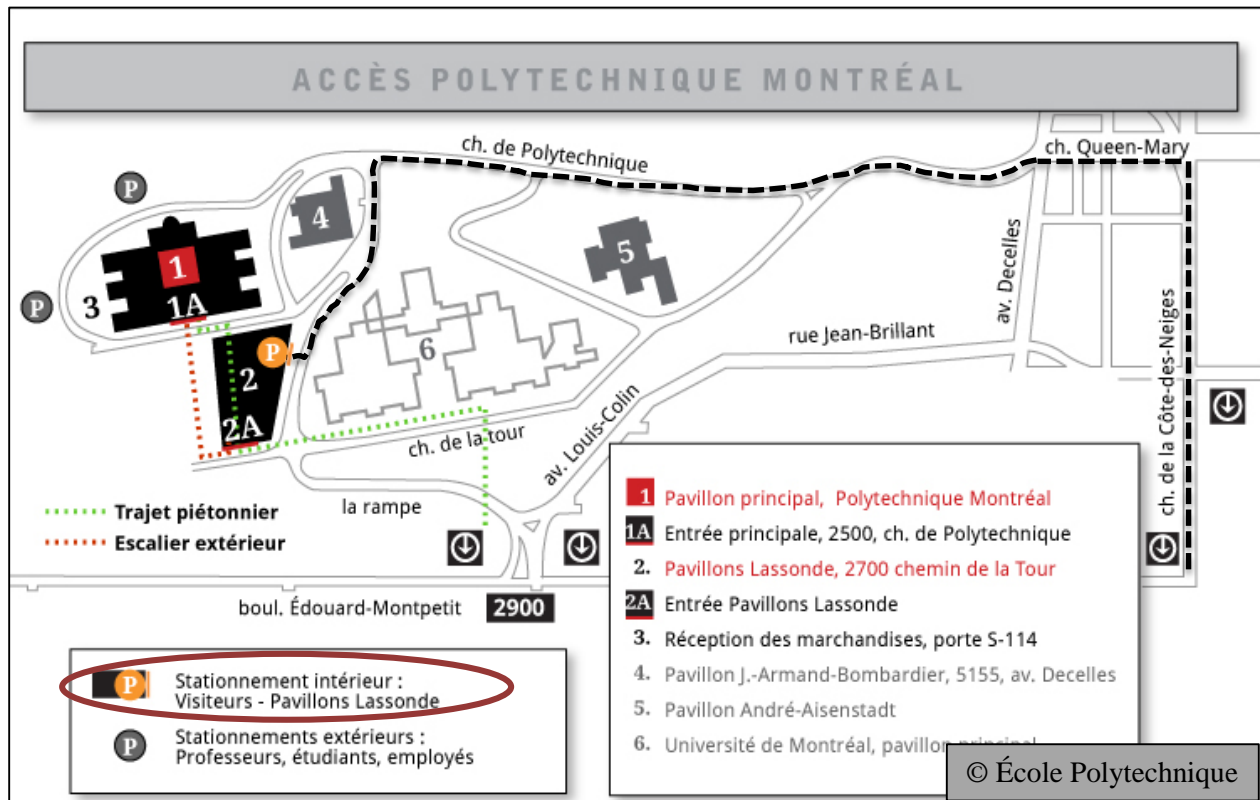 ACCÈS POLYTECHNIQUE MONTRÉAL
ch. de Polytechnique
ch. Queen-Mary
P
4
1
5
3
1A
P
P
2
6
2A
av. Decelles
rue Jean-Brillant
ch. de la Côte-des-Neiges
ch. de la tour
av. Louis-Colin
la rampe
Trajet piétonnier
Escalier extérieur
boul. Édouard-Montpetit 2900
P Stationnement intérieur :
Visiteurs - Pavillons Lassonde
P Stationnements extérieurs :
Professeurs, étudiants, employés
1 Pavillon principal, Polytechnique Montréal
1A Entrée principale, 2500, ch. de Polytechnique
2. Pavillons Lassonde, 2700 chemin de la Tour
2A Entrée Pavillons Lassonde
3. Réception des marchandises, porte S-114
4. Pavillon J.-Armand-Bombardier, 5155, av. Decelles
5. Pavillon André-Aisenstadt
6. Université de Montréal, pavillon principal
© École Polytechnique